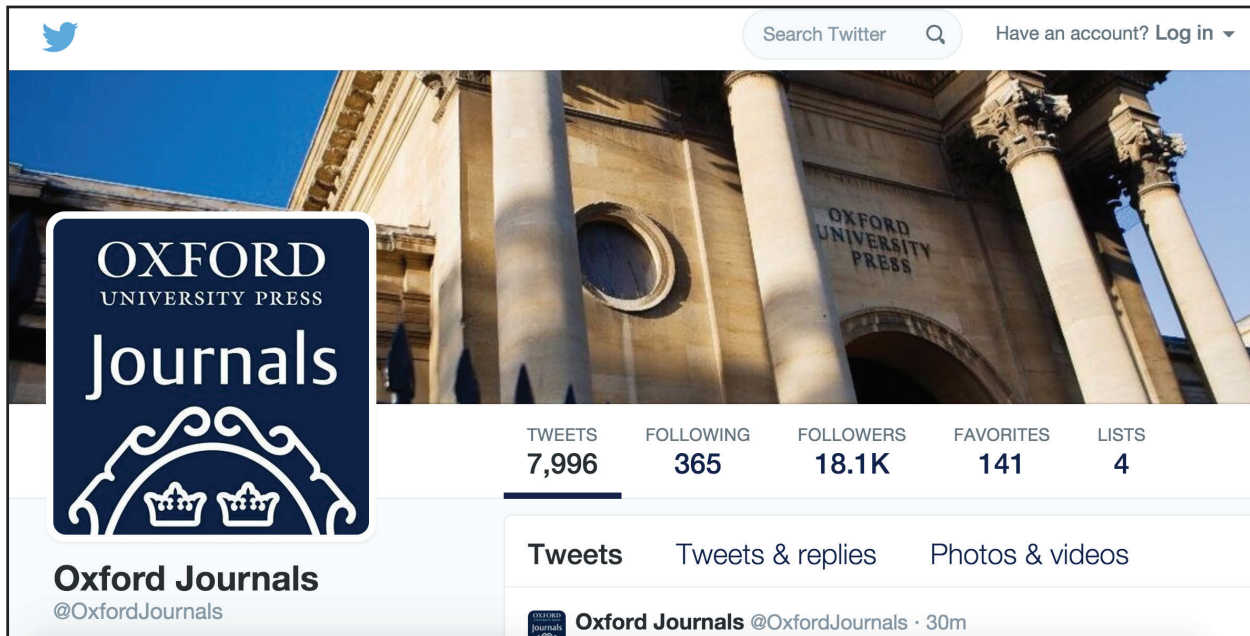 Search Twitter
Have an account? Log in
OXFORD
UNIVERSITY
PRESS
OXFORD
UNIVERSITY PRESS
Journals
TWEETS FOLLOWING FOLLOWERS FAVORITES LISTS
7,996 365 18.1K 141 4
Tweets Tweets & replies Photos & videos
Oxford Journals
@OxfordJournals
OXFORD
Journals
Oxford Journals @OxfordJournals · 30m